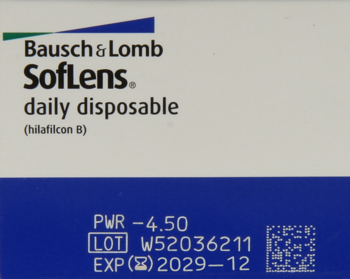 Bausch & Lomb
SofLens®
daily disposable
(hilafilcon B)
PWR -4.50
LOT W52036211
EXP (⌛) 2029-12